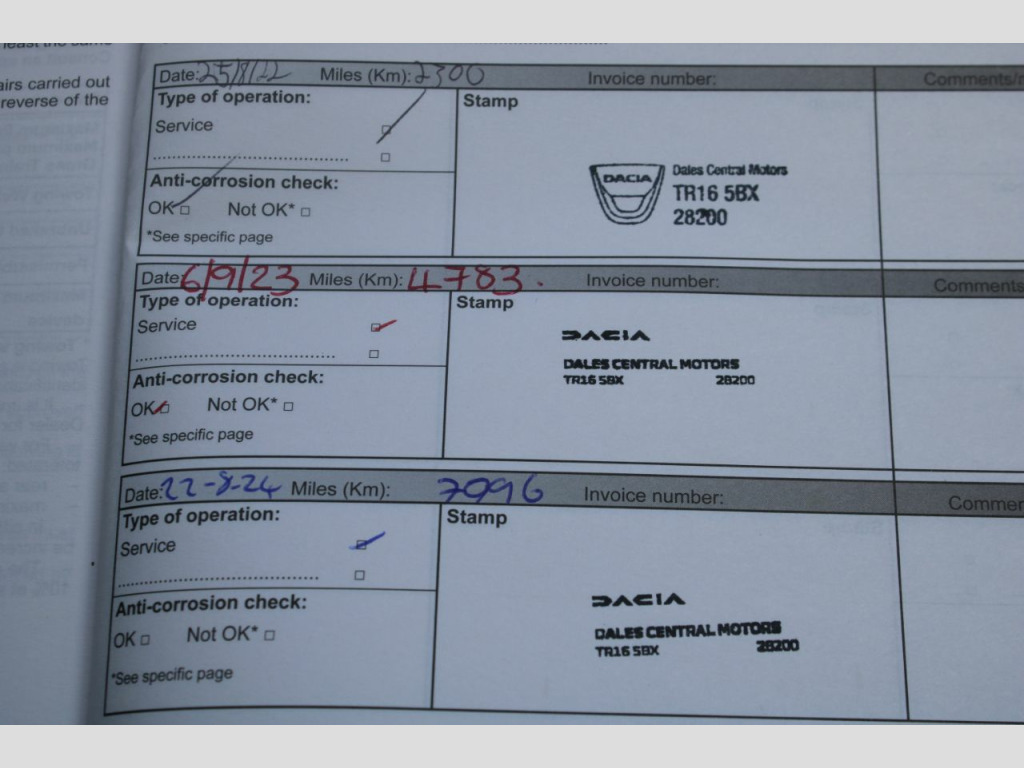 least the same
airs carried out
reverse of the
Date: 25/8/22 Miles (Km): 2300 Invoice number: Comments/
Type of operation: Stamp
Service
DACIA Dales Central Motors
TR16 5BX
28200
Anti-corrosion check:
OK Not OK*
*See specific page
Date: 6/9/23 Miles (Km): 4783. Invoice number: Comments
Type of operation: Stamp
Service
DACIA
DALES CENTRAL MOTORS
TR16 5BX 28200
Anti-corrosion check:
OK Not OK*
*See specific page
Date: 22-8-24 Miles (Km): 7996 Invoice number: Commen
Type of operation: Stamp
Service
DACIA
DALES CENTRAL MOTORS
TR16 5BX 28200
Anti-corrosion check:
OK Not OK*
*See specific page